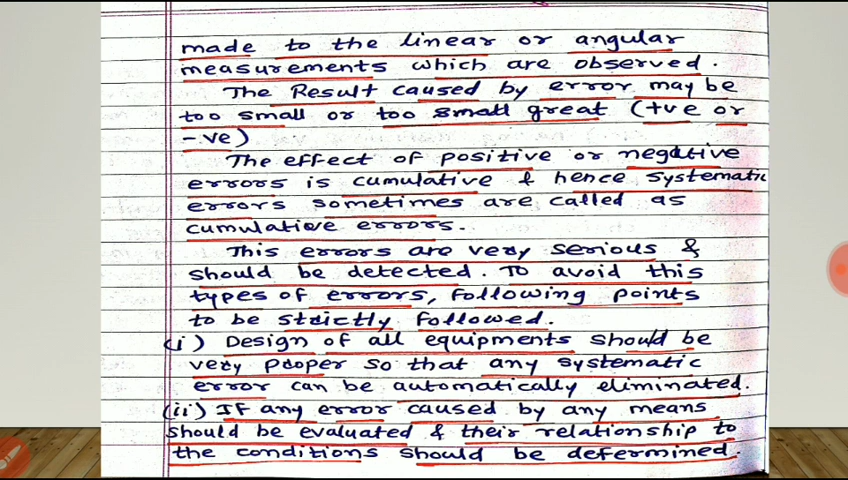 made to the linear or angular
measurements which are observed.
The Result caused by error may be
too small or too small great (+ve or
-ve)
The effect of positive or negative
errors is cumulative & hence systematic
errors sometimes are called as
cumulative errors.
This errors are very serious &
should be detected. To avoid this
types of errors, following points
to be strictly followed.
(i) Design of all equipments should be
very proper so that any systematic
error can be automatically eliminated.
(ii) If any error caused by any means
should be evaluated & their relationship to
the conditions should be determined.